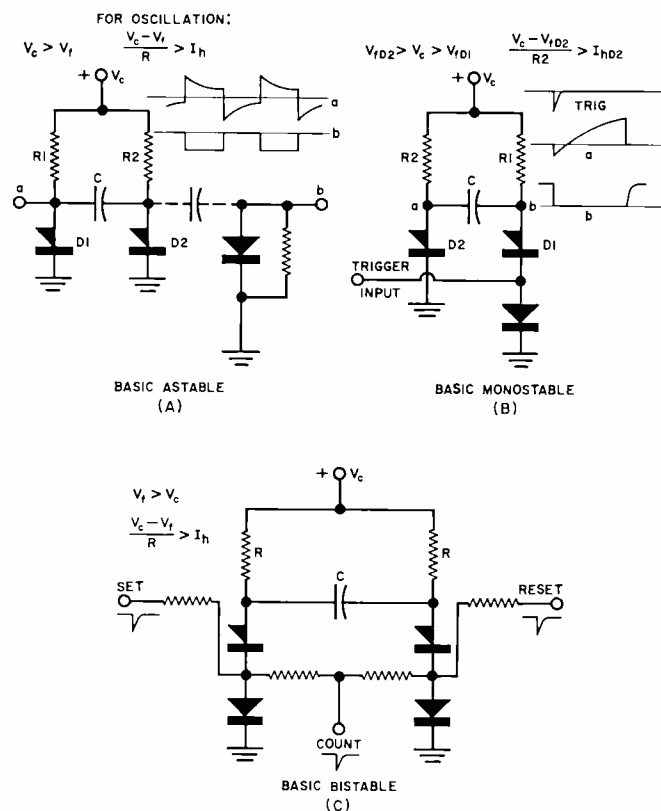 FOR OSCILLATION:
Vc > Vf
Vc – Vf / R > Ih
+ Vc
R1
R2
a
C
b
D1
D2
a
b
BASIC ASTABLE
(A)
VfD2 > Vc > VfD1
Vc – VfD2 / R2 > IhD2
+ Vc
TRIG
R2
R1
a
C
a
b
D2
D1
b
TRIGGER
INPUT
BASIC MONOSTABLE
(B)
+ Vc
Vf > Vc
Vc – Vf / R > Ih
R
R
C
SET
RESET
COUNT
BASIC BISTABLE
(C)